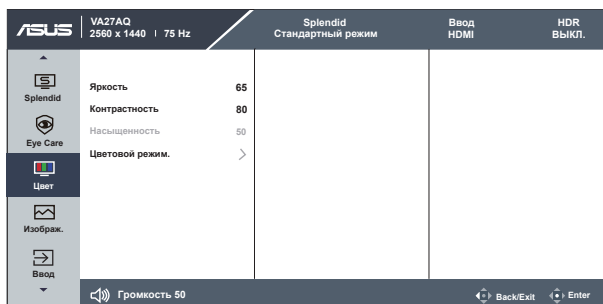 ASUS
VA27AQ
2560 x 1440 | 75 Hz
Splendid
Стандартный режим
Ввод
HDMI
HDR
ВЫКЛ.
Splendid
Eye Care
Цвет
Изображ.
Ввод
Яркость 65
Контрастность 80
Насыщенность 50
Цветовой режим.
Громкость 50
Back/Exit
Enter